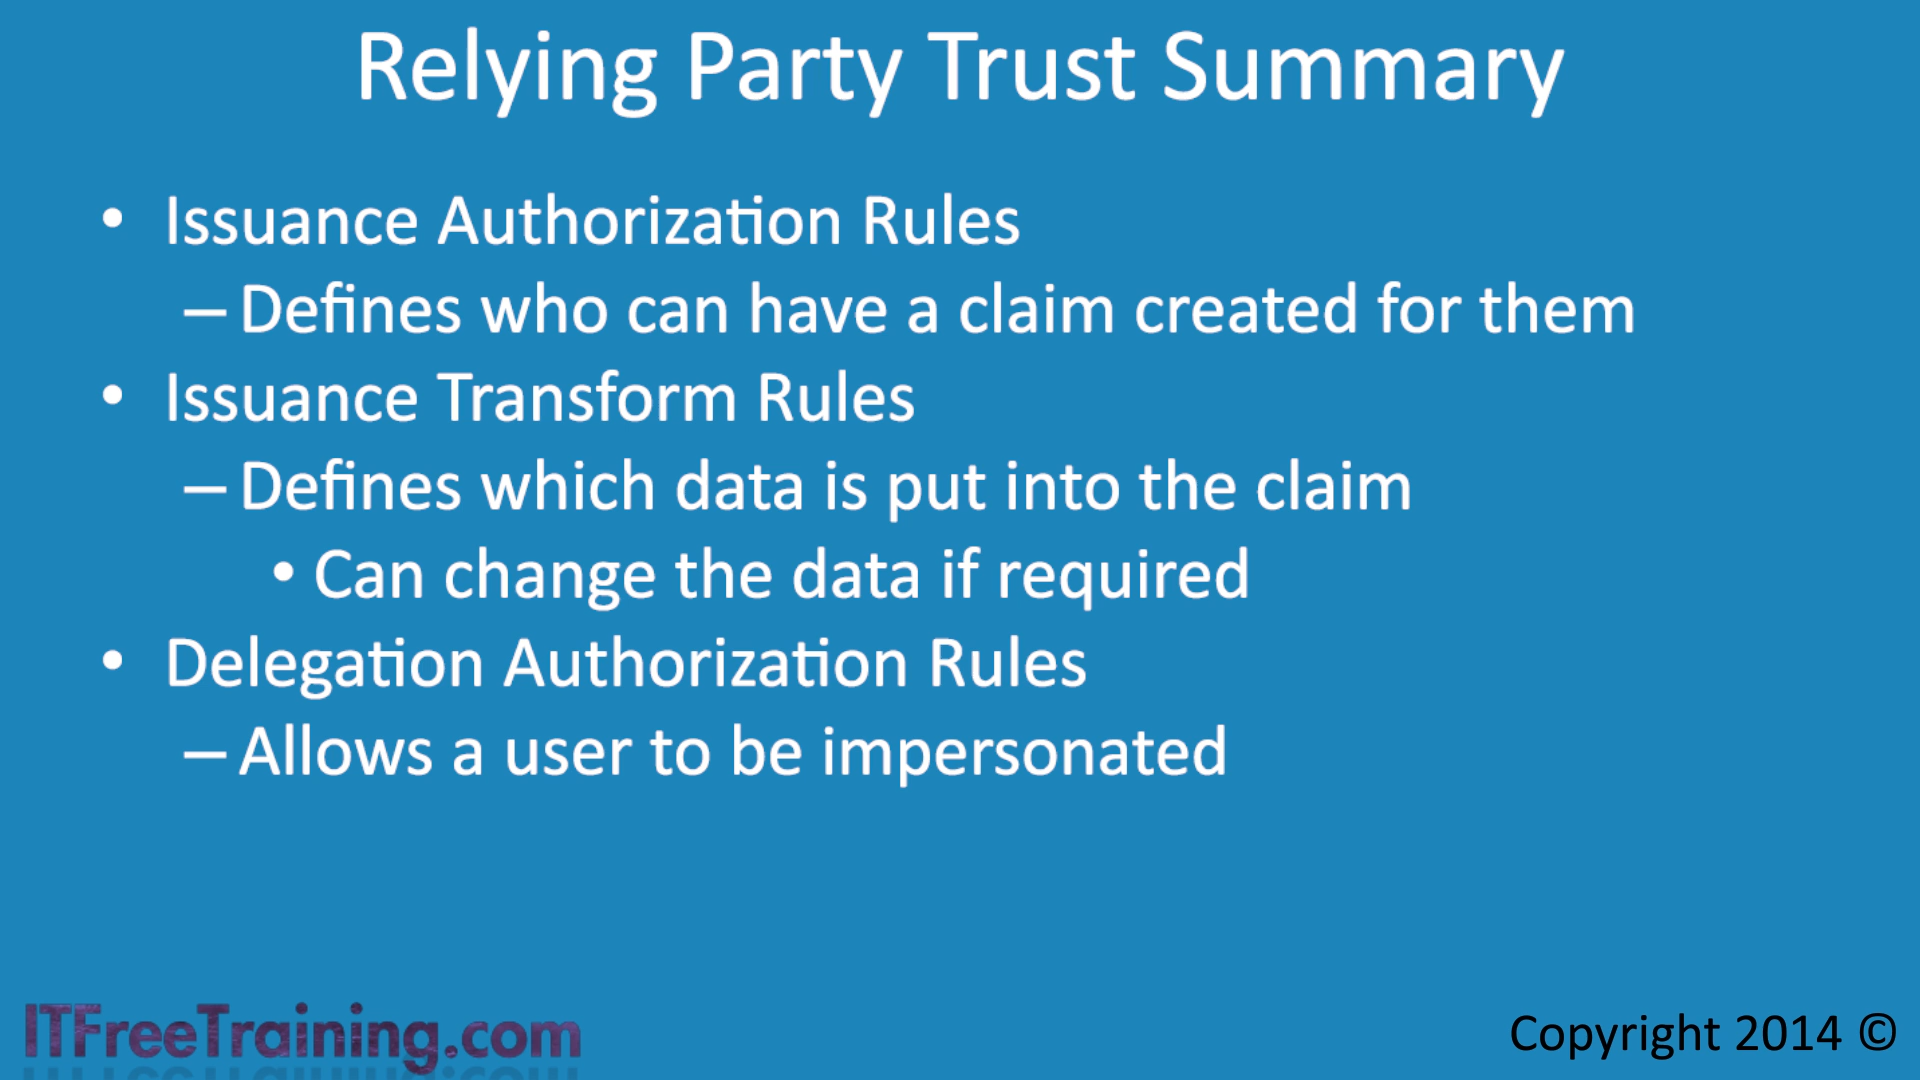 Relying Party Trust Summary
• Issuance Authorization Rules
– Defines who can have a claim created for them
• Issuance Transform Rules
– Defines which data is put into the claim
• Can change the data if required
• Delegation Authorization Rules
– Allows a user to be impersonated
ITFreeTraining.com
Copyright 2014 ©